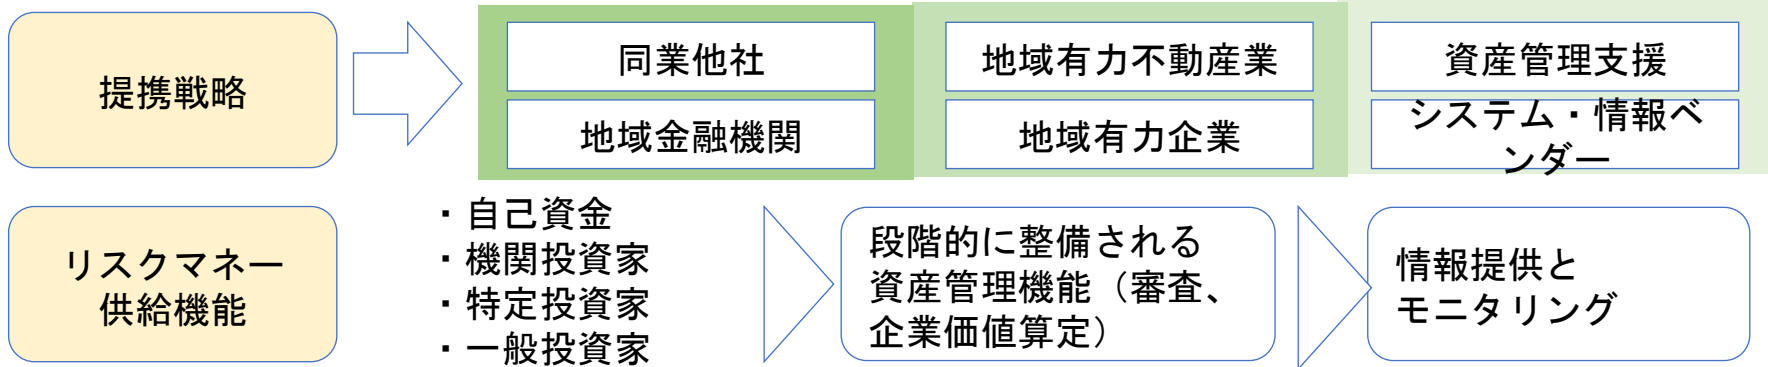 提携戦略
同業他社
地域金融機関
地域有力不動産業
地域有力企業
資産管理支援
システム・情報ベ
ンダー
リスクマネー
供給機能
・自己資金
・機関投資家
・特定投資家
・一般投資家
段階的に整備される
資産管理機能（審査、
企業価値算定）
情報提供と
モニタリング